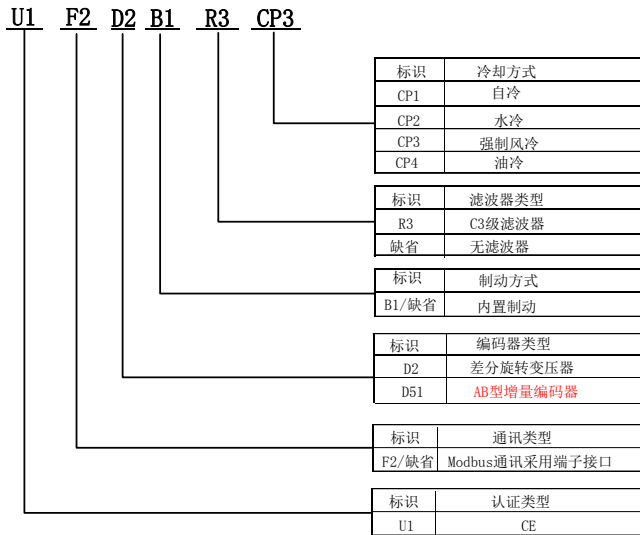 U1 F2 D2 B1 R3 CP3
标识 冷却方式
CP1 自冷
CP2 水冷
CP3 强制风冷
CP4 油冷
标识 滤波器类型
R3 C3级滤波器
缺省 无滤波器
标识 制动方式
B1/缺省 内置制动
标识 编码器类型
D2 差分旋转变压器
D51 AB型增量编码器
标识 通讯类型
F2/缺省 Modbus通讯采用端子接口
标识 认证类型
U1 CE